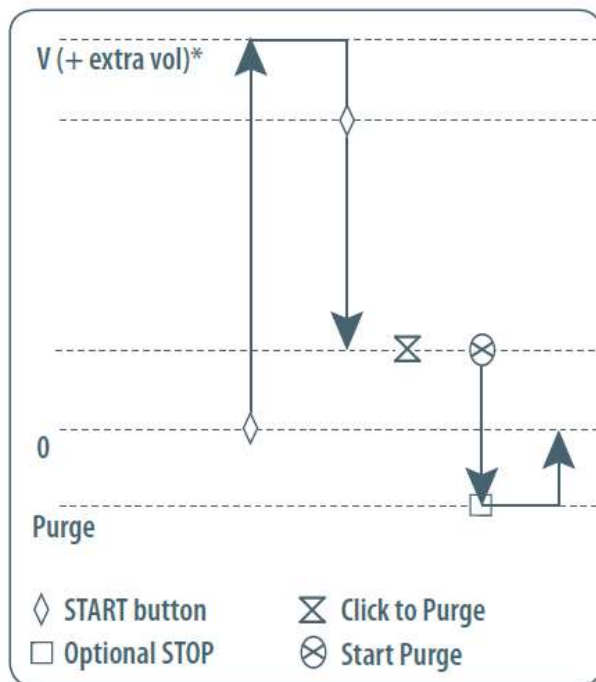 V (+ extra vol)*
0
Purge
START button
Click to Purge
Optional STOP
Start Purge